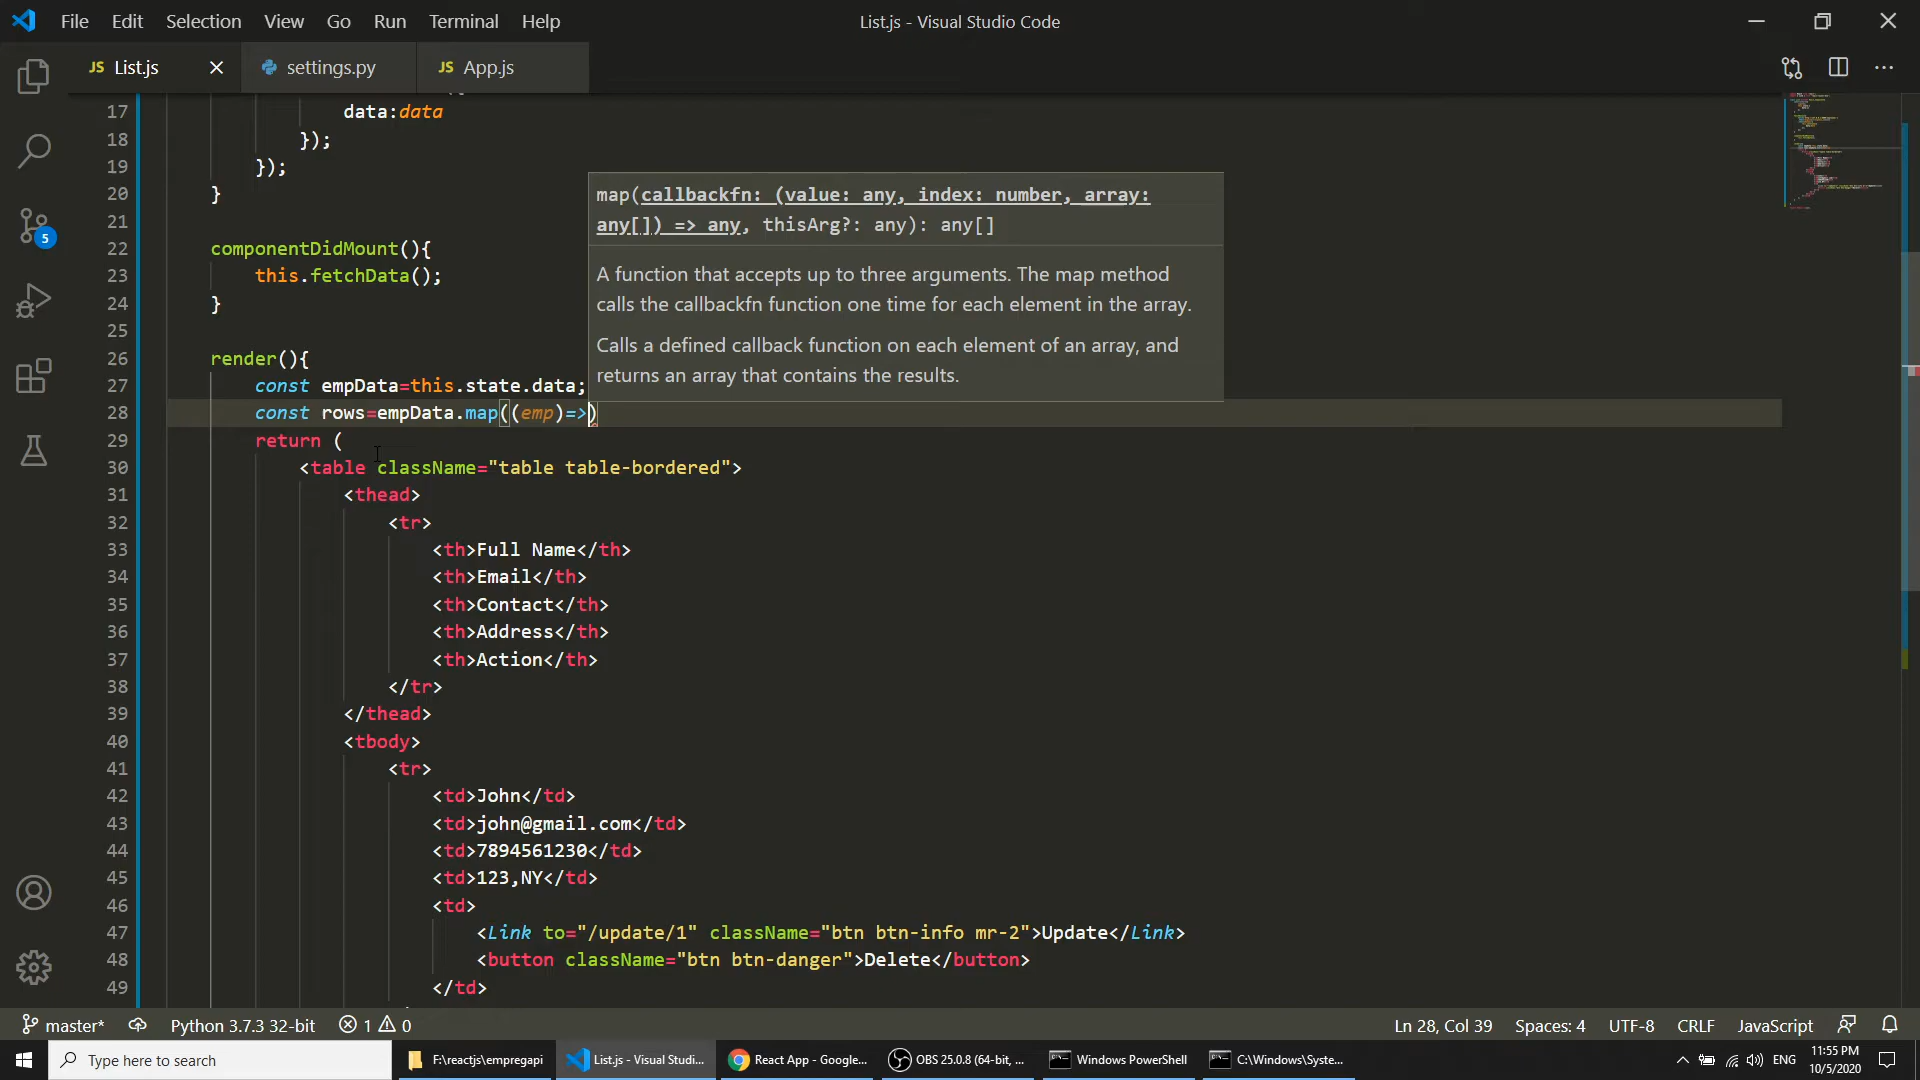 File Edit Selection View Go Run Terminal Help
List.js - Visual Studio Code
JS List.js
settings.py
JS App.js
17 data:data
18 });
19 });
20 }
21
22 componentDidMount(){
23 this.fetchData();
24 }
25
26 render(){
27 const empData=this.state.data;
28 const rows=empData.map((emp)=>)
map(callbackfn: (value: any, index: number, array:
any[]) => any, thisArg?: any): any[]
A function that accepts up to three arguments. The map method
calls the callbackfn function one time for each element in the array.
Calls a defined callback function on each element of an array, and
returns an array that contains the results.
29 return (
30 <table className="table table-bordered">
31 <thead>
32 <tr>
33 <th>Full Name</th>
34 <th>Email</th>
35 <th>Contact</th>
36 <th>Address</th>
37 <th>Action</th>
38 </tr>
39 </thead>
40 <tbody>
41 <tr>
42 <td>John</td>
43 <td>john@gmail.com</td>
44 <td>7894561230</td>
45 <td>123,NY</td>
46 <td>
47 <Link to="/update/1" className="btn btn-info mr-2">Update</Link>
48 <button className="btn btn-danger">Delete</button>
49 </td>
5
master* Python 3.7.3 32-bit 1 0
Ln 28, Col 39 Spaces: 4 UTF-8 CRLF JavaScript
Type here to search
F:\reactjs\empregapi
List.js - Visual Studi...
React App - Google...
OBS 25.0.8 (64-bit, ...
Windows PowerShell
C:\Windows\Syste...
ENG
11:55 PM
10/5/2020